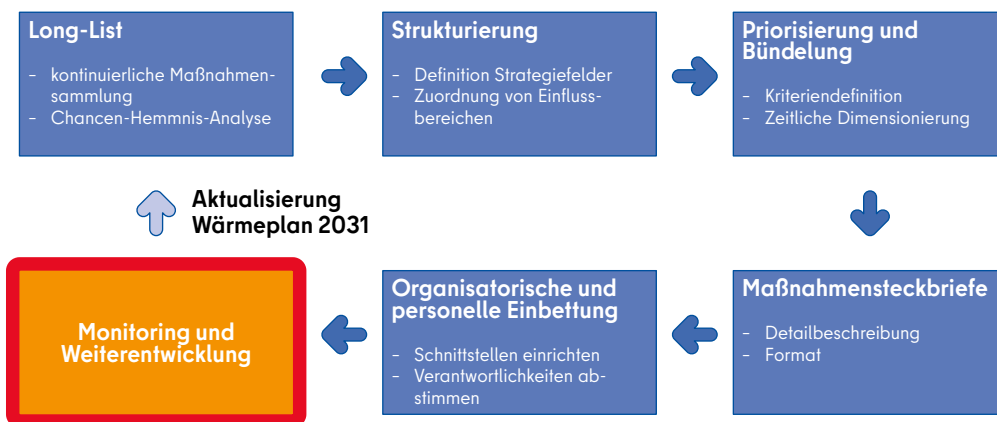 Long-List
- kontinuierliche Maßnahmen-
sammlung
- Chancen-Hemmnis-Analyse
Strukturierung
- Definition Strategiefelder
- Zuordnung von Einfluss-
bereichen
Priorisierung und
Bündelung
- Kriteriendefinition
- Zeitliche Dimensionierung
Aktualisierung
Wärmeplan 2031
Maßnahmensteckbriefe
- Detailbeschreibung
- Format
Organisatorische und
personelle Einbettung
- Schnittstellen einrichten
- Verantwortlichkeiten ab-
stimmen
Monitoring und
Weiterentwicklung